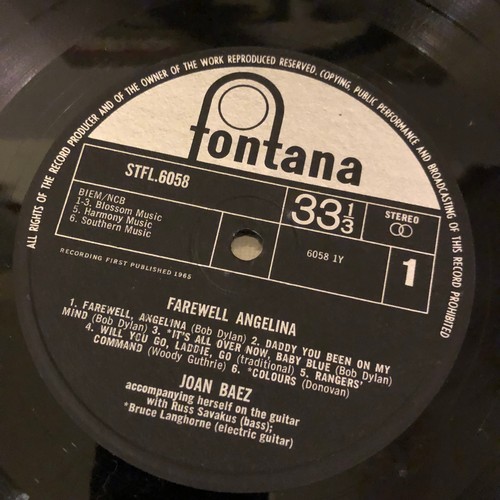 ALL RIGHTS OF THE RECORD PRODUCER AND OF THE OWNER OF THE WORK REPRODUCED RESERVED. COPYING, PUBLIC PERFORMANCE AND BROADCASTING OF THIS RECORD PROHIBITED
fontana
STFL.6058
BIEM/NCB
1-3. Blossom Music
5. Harmony Music
6. Southern Music
33 1/3
STEREO
6058 1Y
1
RECORDING FIRST PUBLISHED 1965
FAREWELL ANGELINA
1. FAREWELL, ANGELINA (Bob Dylan) 2. DADDY YOU BEEN ON MY
MIND (Bob Dylan) 3. *IT'S ALL OVER NOW, BABY BLUE (Bob Dylan)
4. WILL YOU GO, LADDIE, GO (traditional) 5. RANGERS'
COMMAND (Woody Guthrie) 6. *COLOURS (Donovan)
JOAN BAEZ
accompanying herself on the guitar
with Russ Savakus (bass);
*Bruce Langhorne (electric guitar)